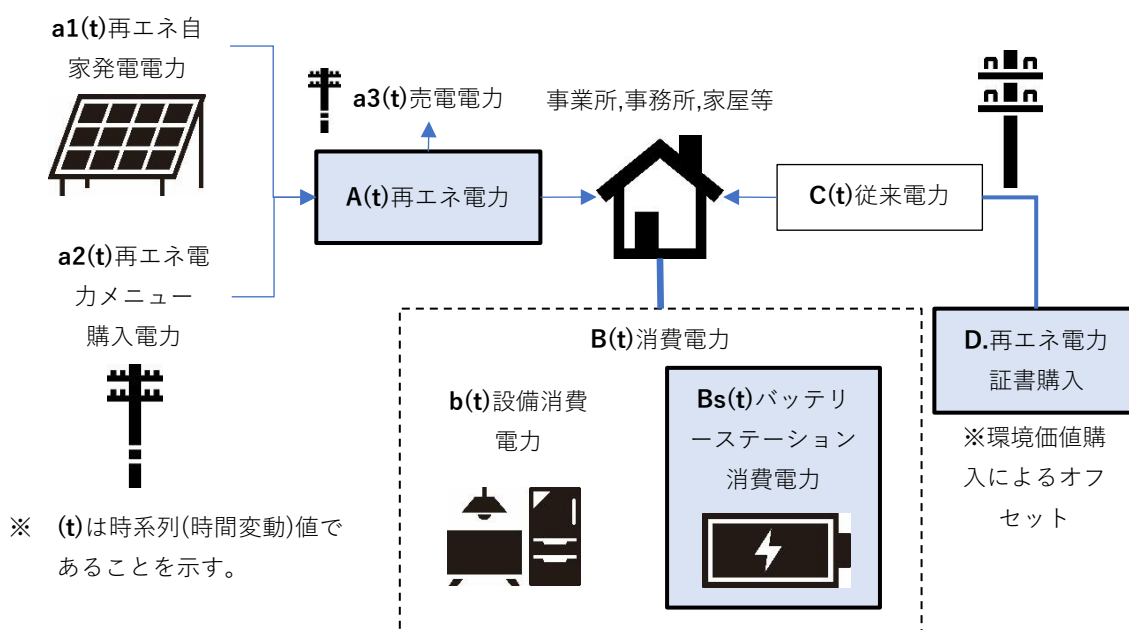 a1(t)再エネ自
家発電電力
a3(t)売電電力
事業所,事務所,家屋等
A(t)再エネ電力
C(t)従来電力
a2(t)再エネ電
力メニュー
購入電力
B(t)消費電力
b(t)設備消費
電力
Bs(t)バッテリ
ーステーション
消費電力
D.再エネ電力
証書購入
※環境価値購
入によるオフ
セット
※ (t)は時系列(時間変動)値で
あることを示す。